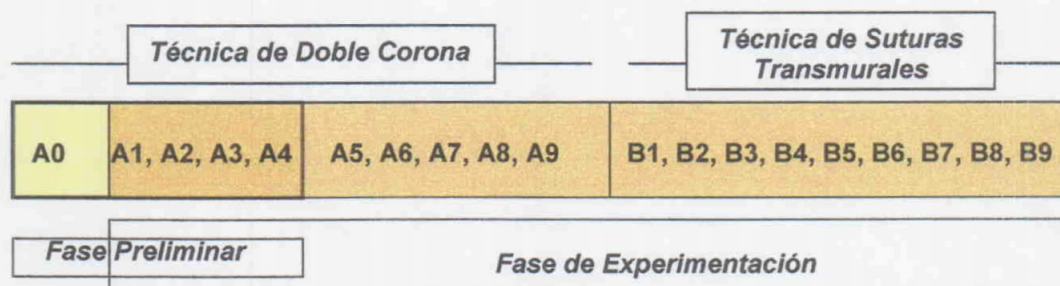 Técnica de Doble Corona
Técnica de Suturas
Transmurales
A0 A1, A2, A3, A4 A5, A6, A7, A8, A9 B1, B2, B3, B4, B5, B6, B7, B8, B9
Fase Preliminar
Fase de Experimentación